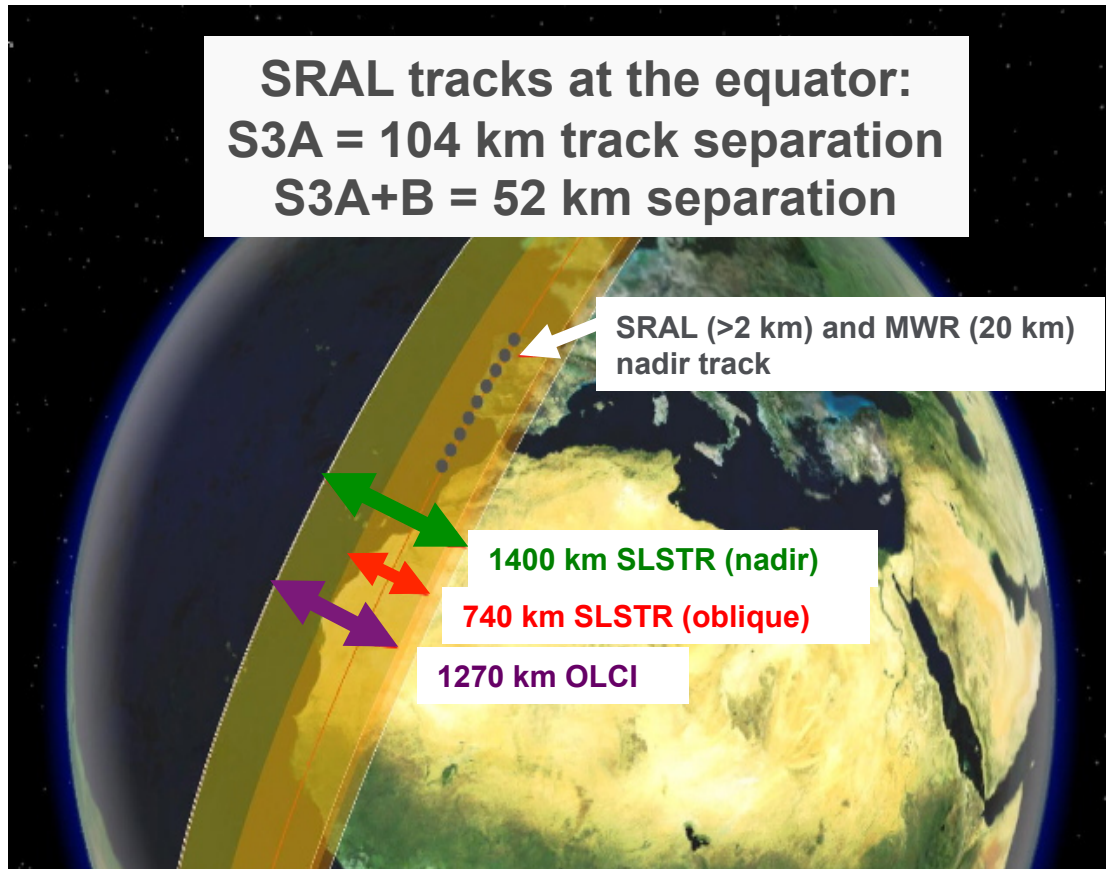 SRAL tracks at the equator:
S3A = 104 km track separation
S3A+B = 52 km separation
SRAL (>2 km) and MWR (20 km)
nadir track
1400 km SLSTR (nadir)
740 km SLSTR (oblique)
1270 km OLCI